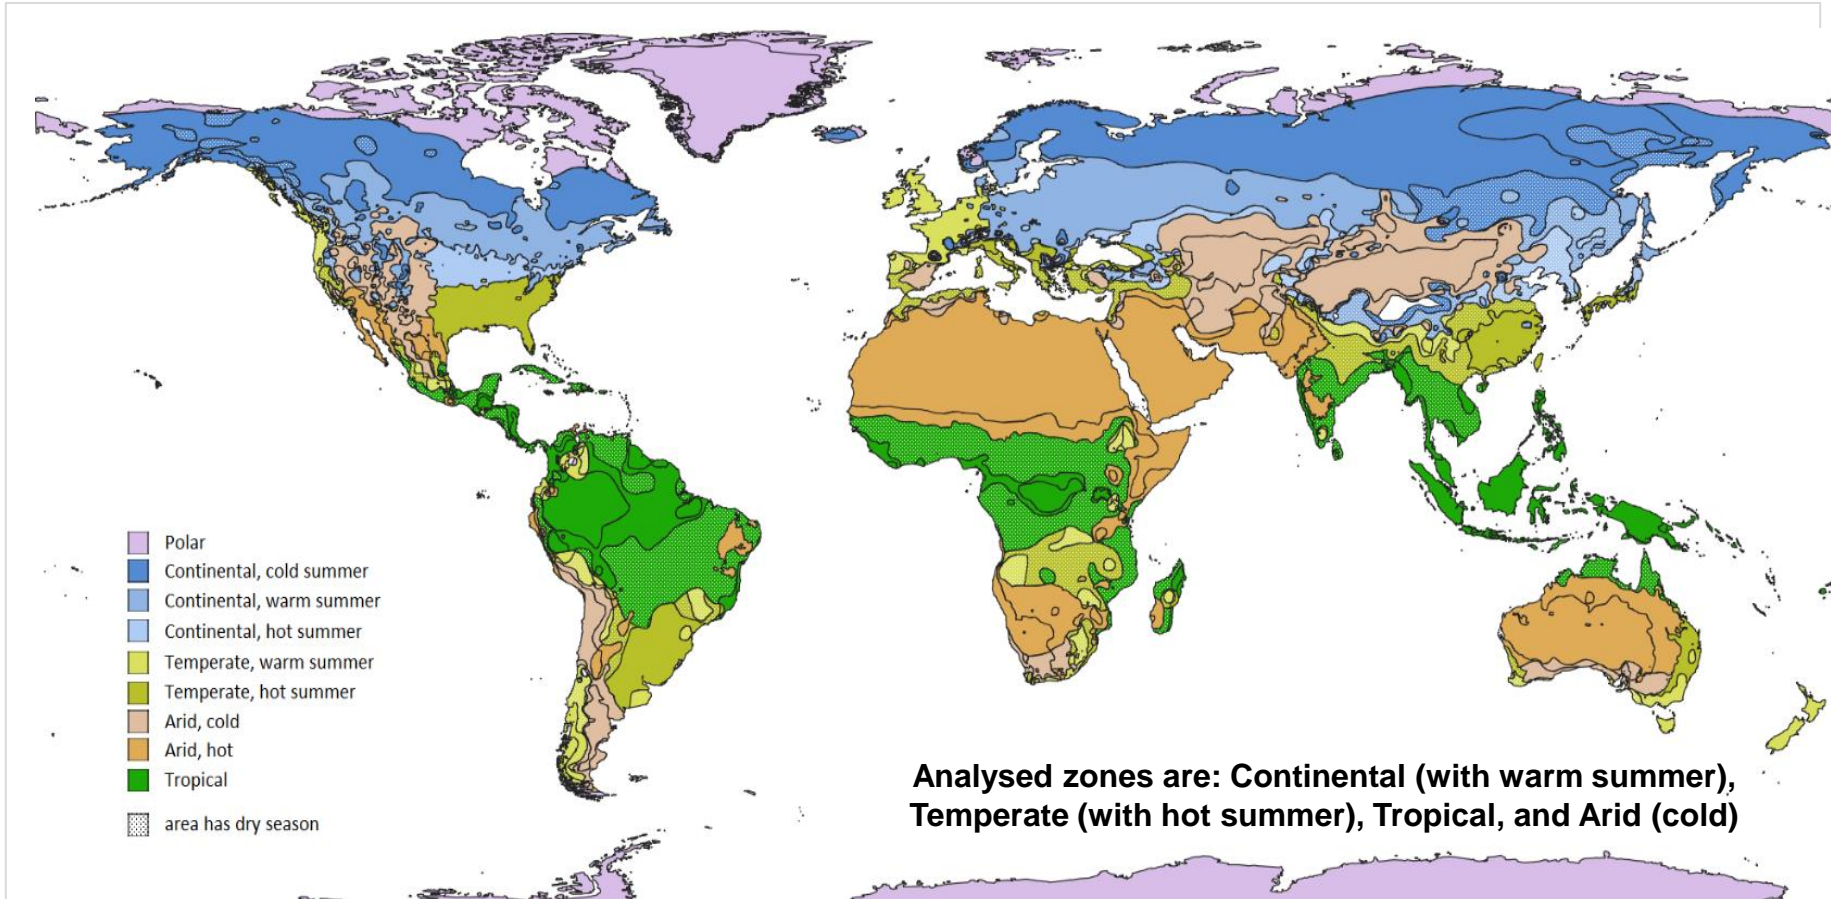 Polar
Continental, cold summer
Continental, warm summer
Continental, hot summer
Temperate, warm summer
Temperate, hot summer
Arid, cold
Arid, hot
Tropical
area has dry season
Analysed zones are: Continental (with warm summer),
Temperate (with hot summer), Tropical, and Arid (cold)